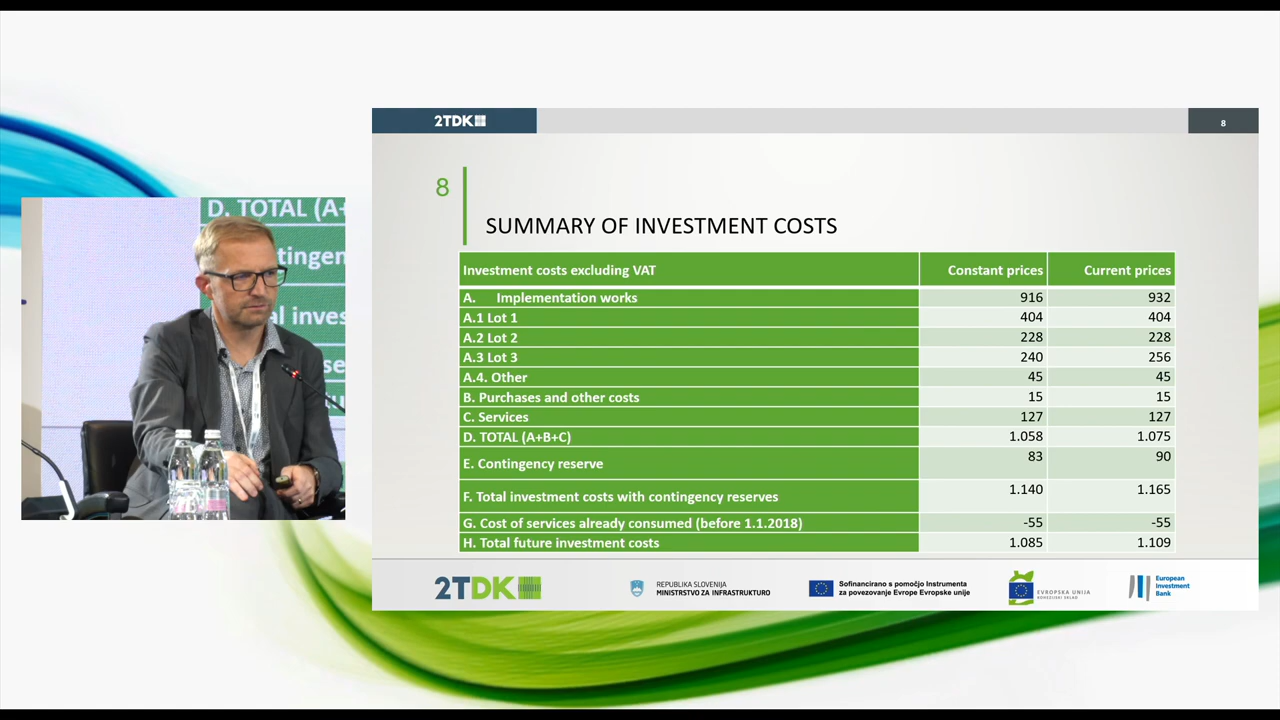 2TDK
8
8
SUMMARY OF INVESTMENT COSTS
Investment costs excluding VAT Constant prices Current prices
A. Implementation works 916 932
A.1 Lot 1 404 404
A.2 Lot 2 228 228
A.3 Lot 3 240 256
A.4. Other 45 45
B. Purchases and other costs 15 15
C. Services 127 127
D. TOTAL (A+B+C) 1.058 1.075
E. Contingency reserve 83 90
F. Total investment costs with contingency reserves 1.140 1.165
G. Cost of services already consumed (before 1.1.2018) -55 -55
H. Total future investment costs 1.085 1.109
2TDK
REPUBLIKA SLOVENIJA
MINISTRSTVO ZA INFRASTRUKTURO
Sofinancirano s pomočjo Instrumenta
za povezovanje Evrope Evropske unije
EVROPSKA UNIJA
KOHEZIJSKI SKLAD
European
Investment
Bank
D. TOTAL (A+
tingen
al inves
se